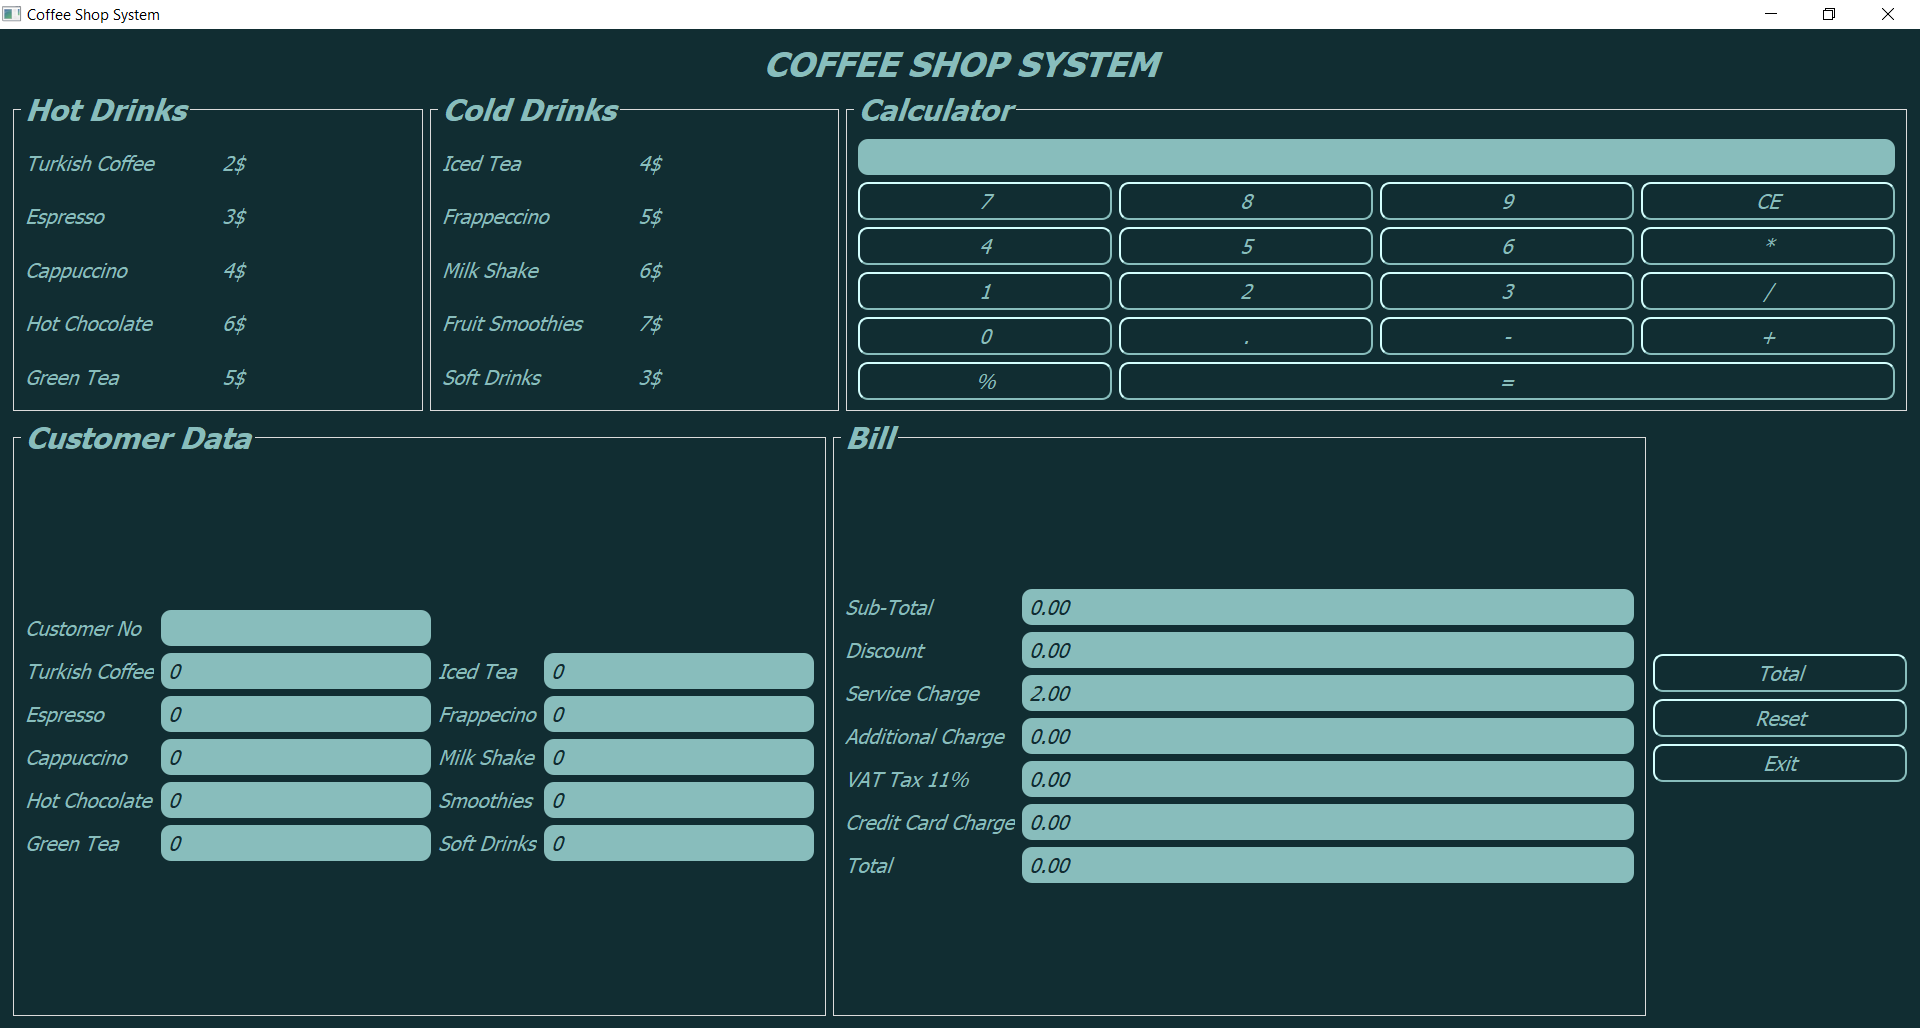 Coffee Shop System
COFFEE SHOP SYSTEM
Hot Drinks
Turkish Coffee 2$
Espresso 3$
Cappuccino 4$
Hot Chocolate 6$
Green Tea 5$
Cold Drinks
Iced Tea 4$
Frappeccino 5$
Milk Shake 6$
Fruit Smoothies 7$
Soft Drinks 3$
Calculator
7 8 9 CE
4 5 6 *
1 2 3 /
0 . - +
% =
Customer Data
Customer No
Turkish Coffee 0 Iced Tea 0
Espresso 0 Frappecino 0
Cappuccino 0 Milk Shake 0
Hot Chocolate 0 Smoothies 0
Green Tea 0 Soft Drinks 0
Bill
Sub-Total 0.00
Discount 0.00
Service Charge 2.00
Additional Charge 0.00
VAT Tax 11% 0.00
Credit Card Charge 0.00
Total 0.00
Total
Reset
Exit